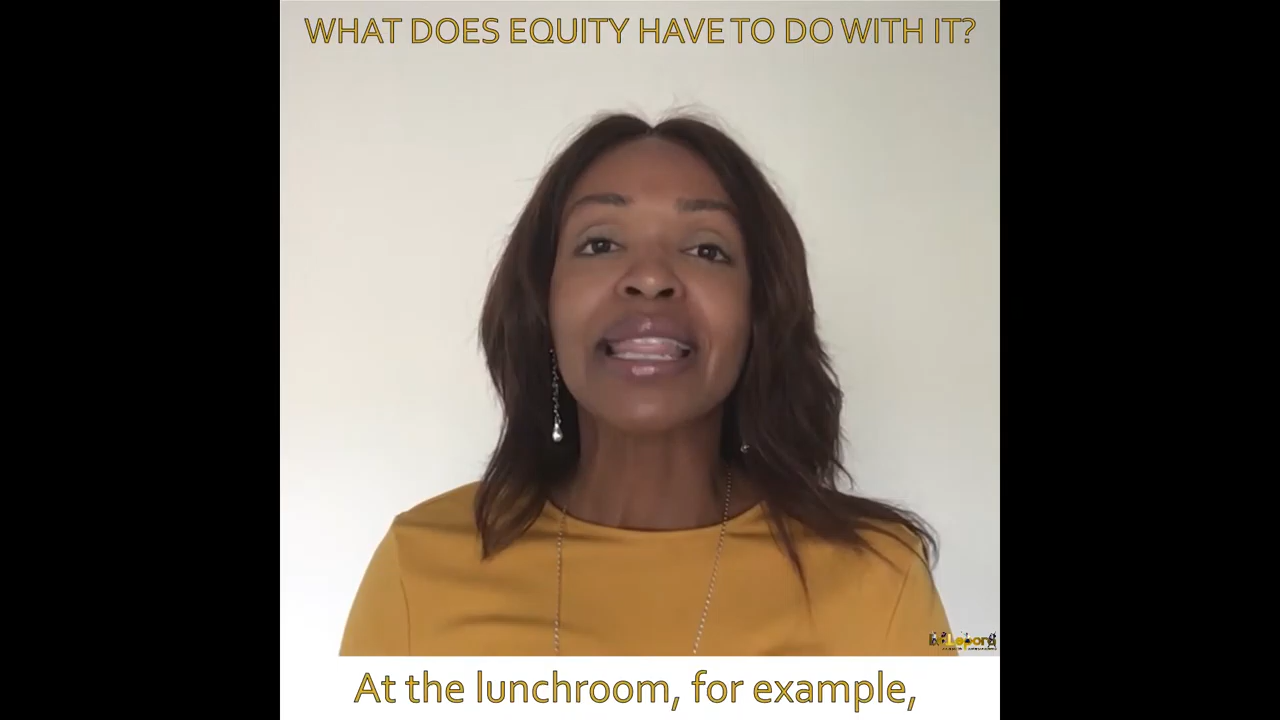 WHAT DOES EQUITY HAVE TO DO WITH IT?
At the lunchroom, for example,